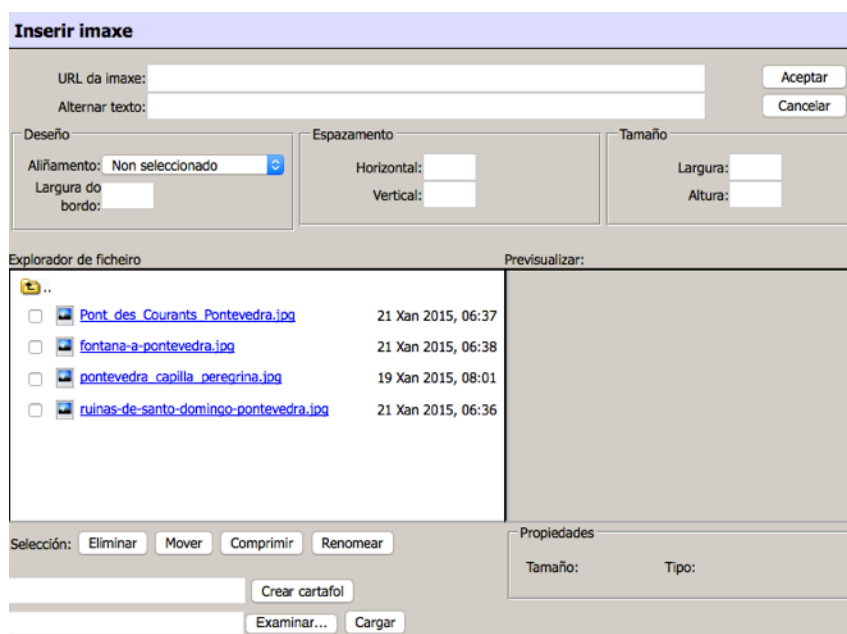 Inserir imaxe
URL da imaxe:
Aceptar
Alternar texto:
Cancelar
Deseño
Espazamento
Tamaño
Aliñamento: Non seleccionado
Horizontal:
Largura:
Largura do
bordo:
Vertical:
Altura:
Explorador de ficheiro
Previsualizar:
..
Pont_des_Courants_Pontevedra.jpg 21 Xan 2015, 06:37
fontana-a-pontevedra.jpg 21 Xan 2015, 06:38
pontevedra_capilla_peregrina.jpg 19 Xan 2015, 08:01
ruinas-de-santo-domingo-pontevedra.jpg 21 Xan 2015, 06:36
Selección: Eliminar Mover Comprimir Renomear
Propiedades
Tamaño: Tipo:
Crear cartafol
Examinar... Cargar